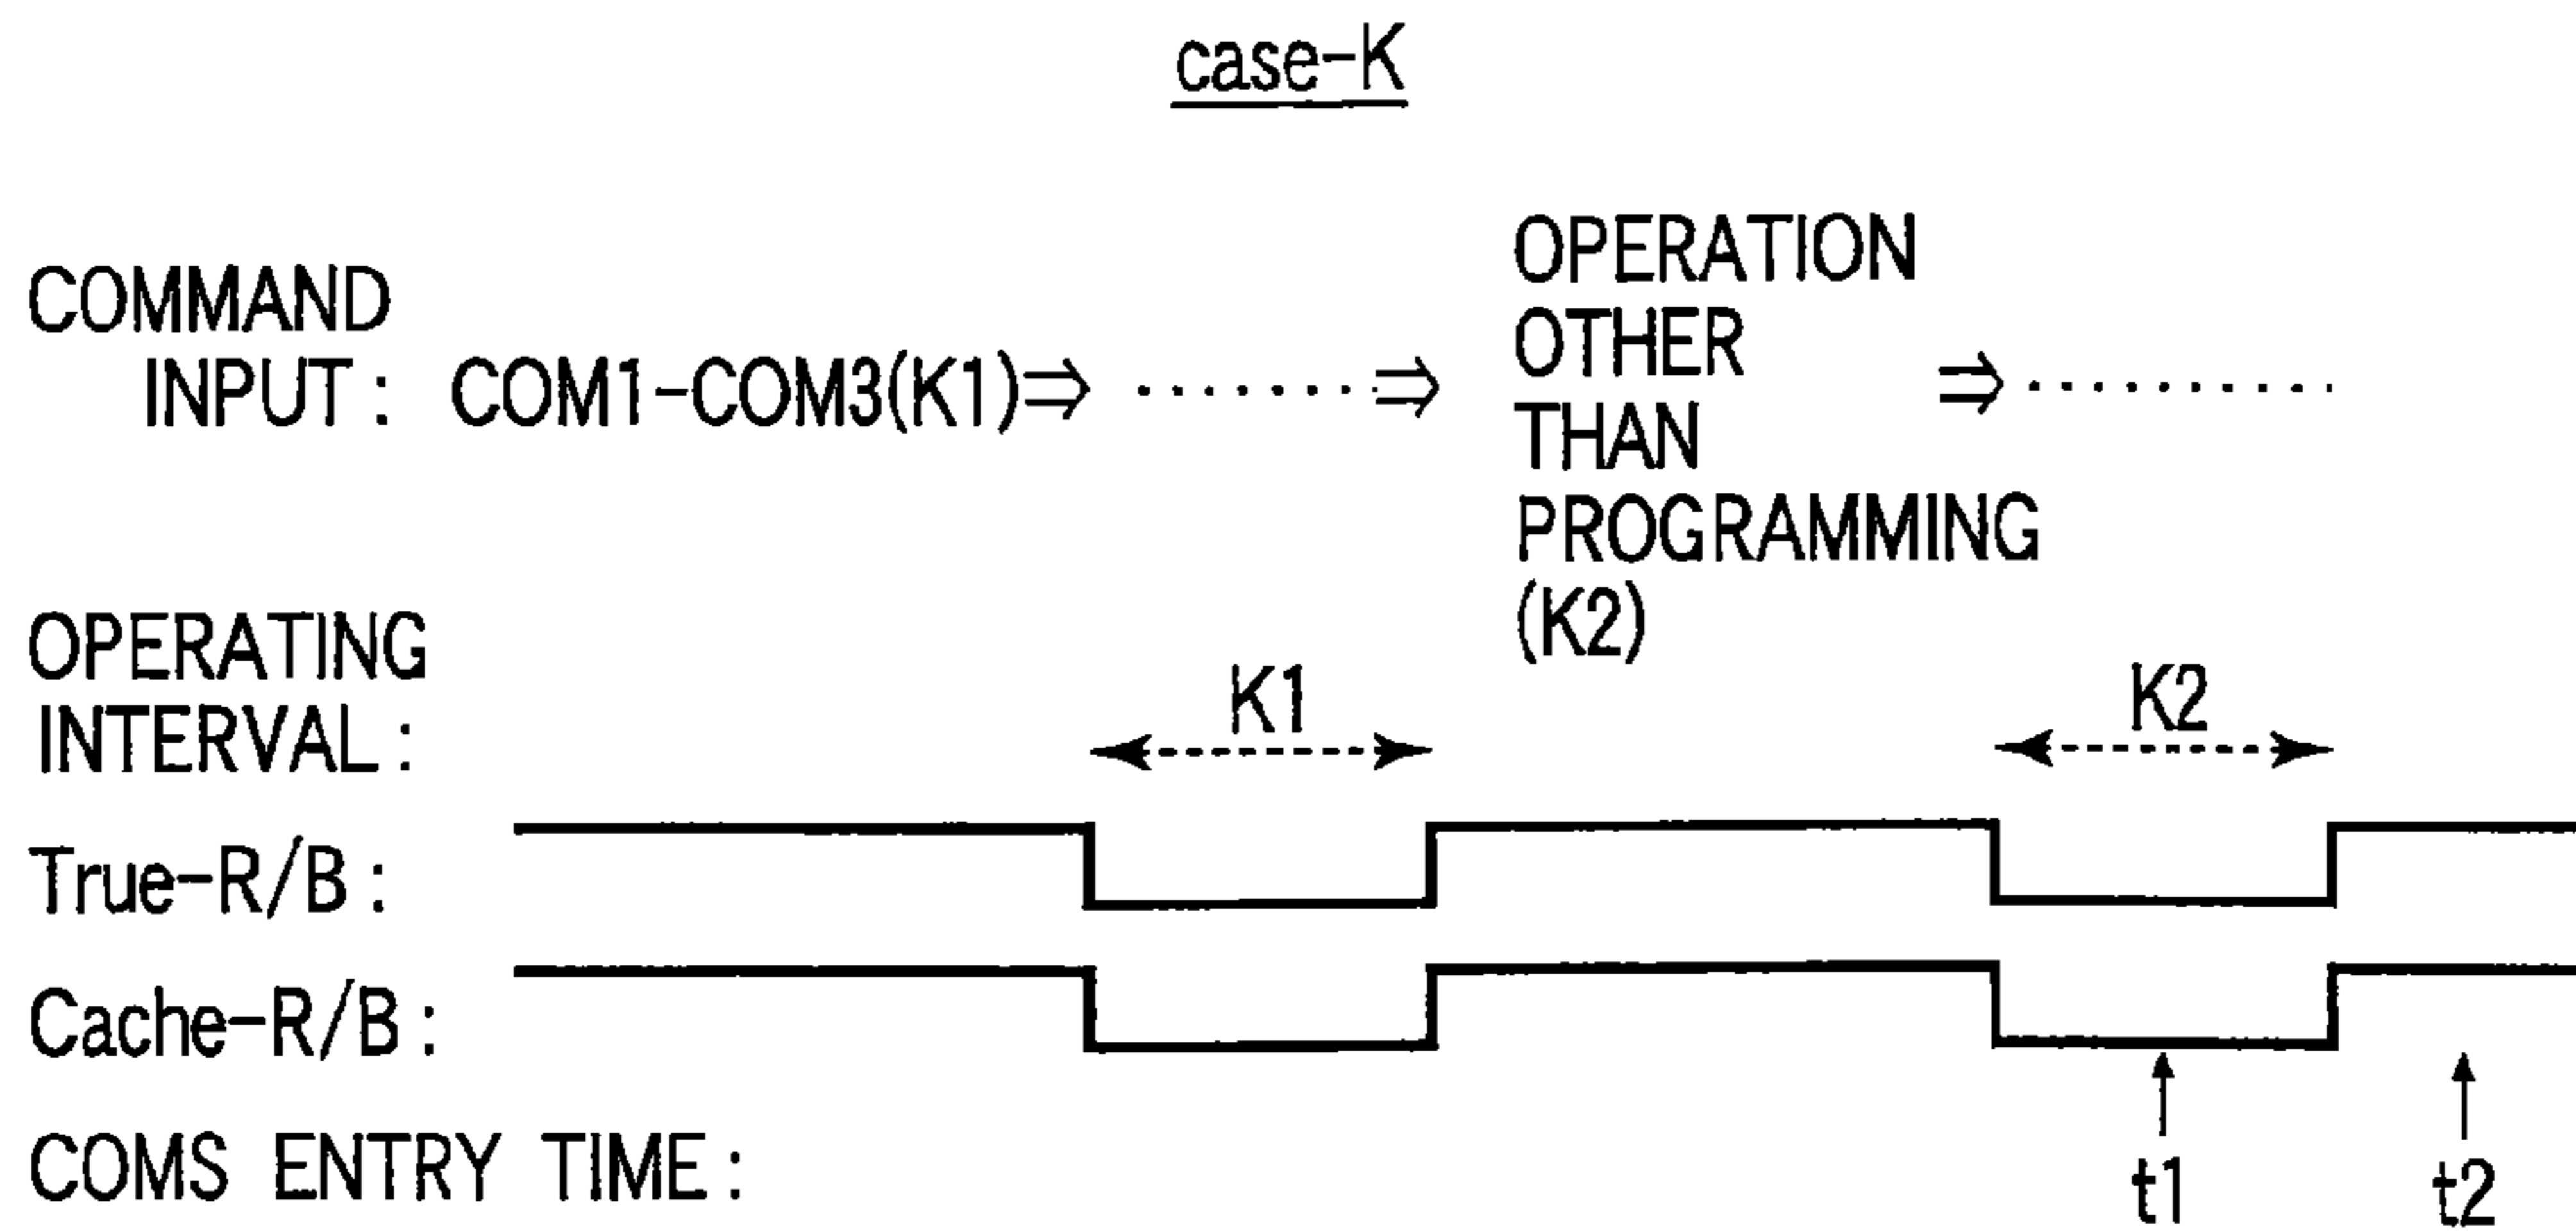 case-K
COMMAND
INPUT : COM1-COM3(K1)⇒ ........⇒ OPERATION
OTHER
THAN
PROGRAMMING
(K2) ⇒ ..........
OPERATING
INTERVAL :
K1
K2
True-R/B :
Cache-R/B :
COMS ENTRY TIME :
t1
t2